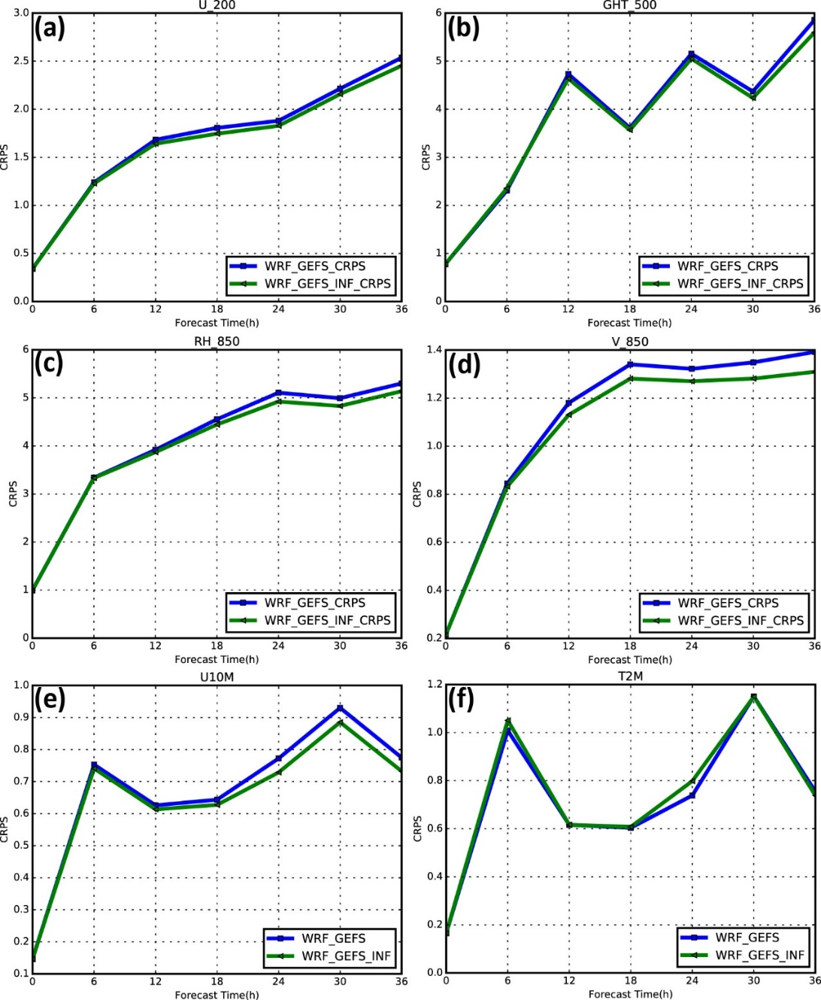 U_200
(a)
3.0
2.5
2.0
1.5
1.0
0.5
0.0
CRPS
WRF_GEFS_CRPS
WRF_GEFS_INF_CRPS
0 6 12 18 24 30 36
Forecast Time(h)
GHT_500
(b)
6
5
4
3
2
1
0
CRPS
WRF_GEFS_CRPS
WRF_GEFS_INF_CRPS
0 6 12 18 24 30 36
Forecast Time(h)
RH_850
(c)
6
5
4
3
2
1
0
CRPS
WRF_GEFS_CRPS
WRF_GEFS_INF_CRPS
0 6 12 18 24 30 36
Forecast Time(h)
V_850
(d)
1.4
1.2
1.0
0.8
0.6
0.4
0.2
CRPS
WRF_GEFS_CRPS
WRF_GEFS_INF_CRPS
0 6 12 18 24 30 36
Forecast Time(h)
U10M
(e)
1.0
0.9
0.8
0.7
0.6
0.5
0.4
0.3
0.2
0.1
CRPS
WRF_GEFS
WRF_GEFS_INF
0 6 12 18 24 30 36
Forecast Time(h)
T2M
(f)
1.2
1.0
0.8
0.6
0.4
0.2
0.0
CRPS
WRF_GEFS
WRF_GEFS_INF
0 6 12 18 24 30 36
Forecast Time(h)